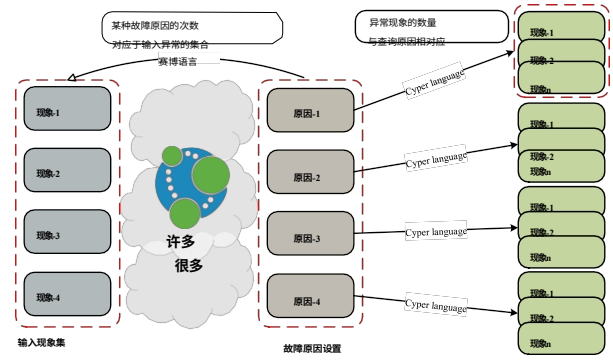 某种故障原因的次数
对应于输入异常的集合
赛博语言
异常现象的数量
与查询原因相对应
现象-1
现象-2
现象-3
现象-4
输入现象集
许多
很多
原因-1
原因-2
原因-3
原因-4
故障原因设置
Cyper language
Cyper language
Cyper language
Cyper language
现象-1
现象-2
现象n
现象-1
现象-2
现象n
现象-1
现象-2
现象n
现象-1
现象-2
现象n